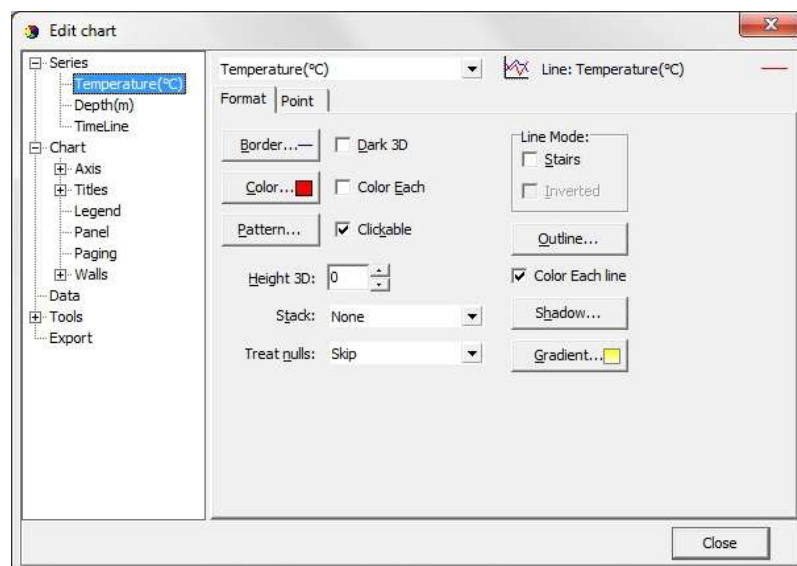 Edit chart
Series
Temperature(°C)
Depth(m)
TimeLine
Chart
Axis
Titles
Legend
Panel
Paging
Walls
Data
Tools
Export
Temperature(°C)
Line: Temperature(°C)
Format
Point
Border...
Dark 3D
Color...
Color Each
Pattern...
Clickable
Height 3D:
0
Stack:
None
Treat nulls:
Skip
Line Mode:
Stairs
Inverted
Outline...
Color Each line
Shadow...
Gradient...
Close